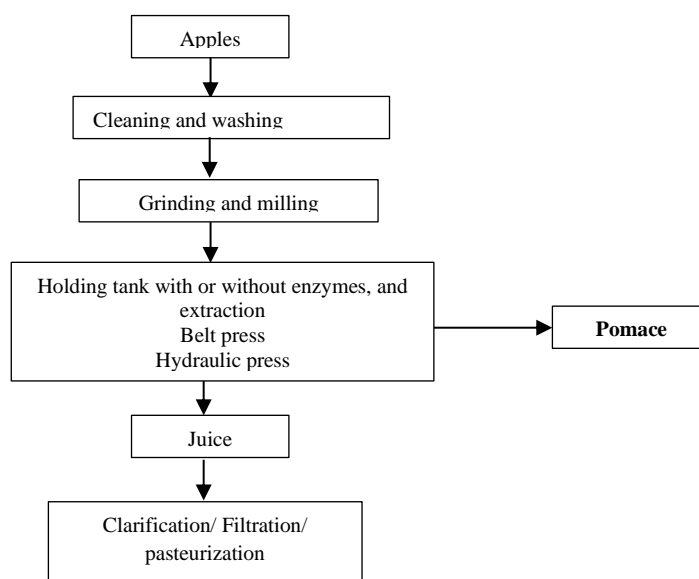 Apples
Cleaning and washing
Grinding and milling
Holding tank with or without enzymes, and
extraction
Belt press
Hydraulic press
Pomace
Juice
Clarification/ Filtration/
pasteurization